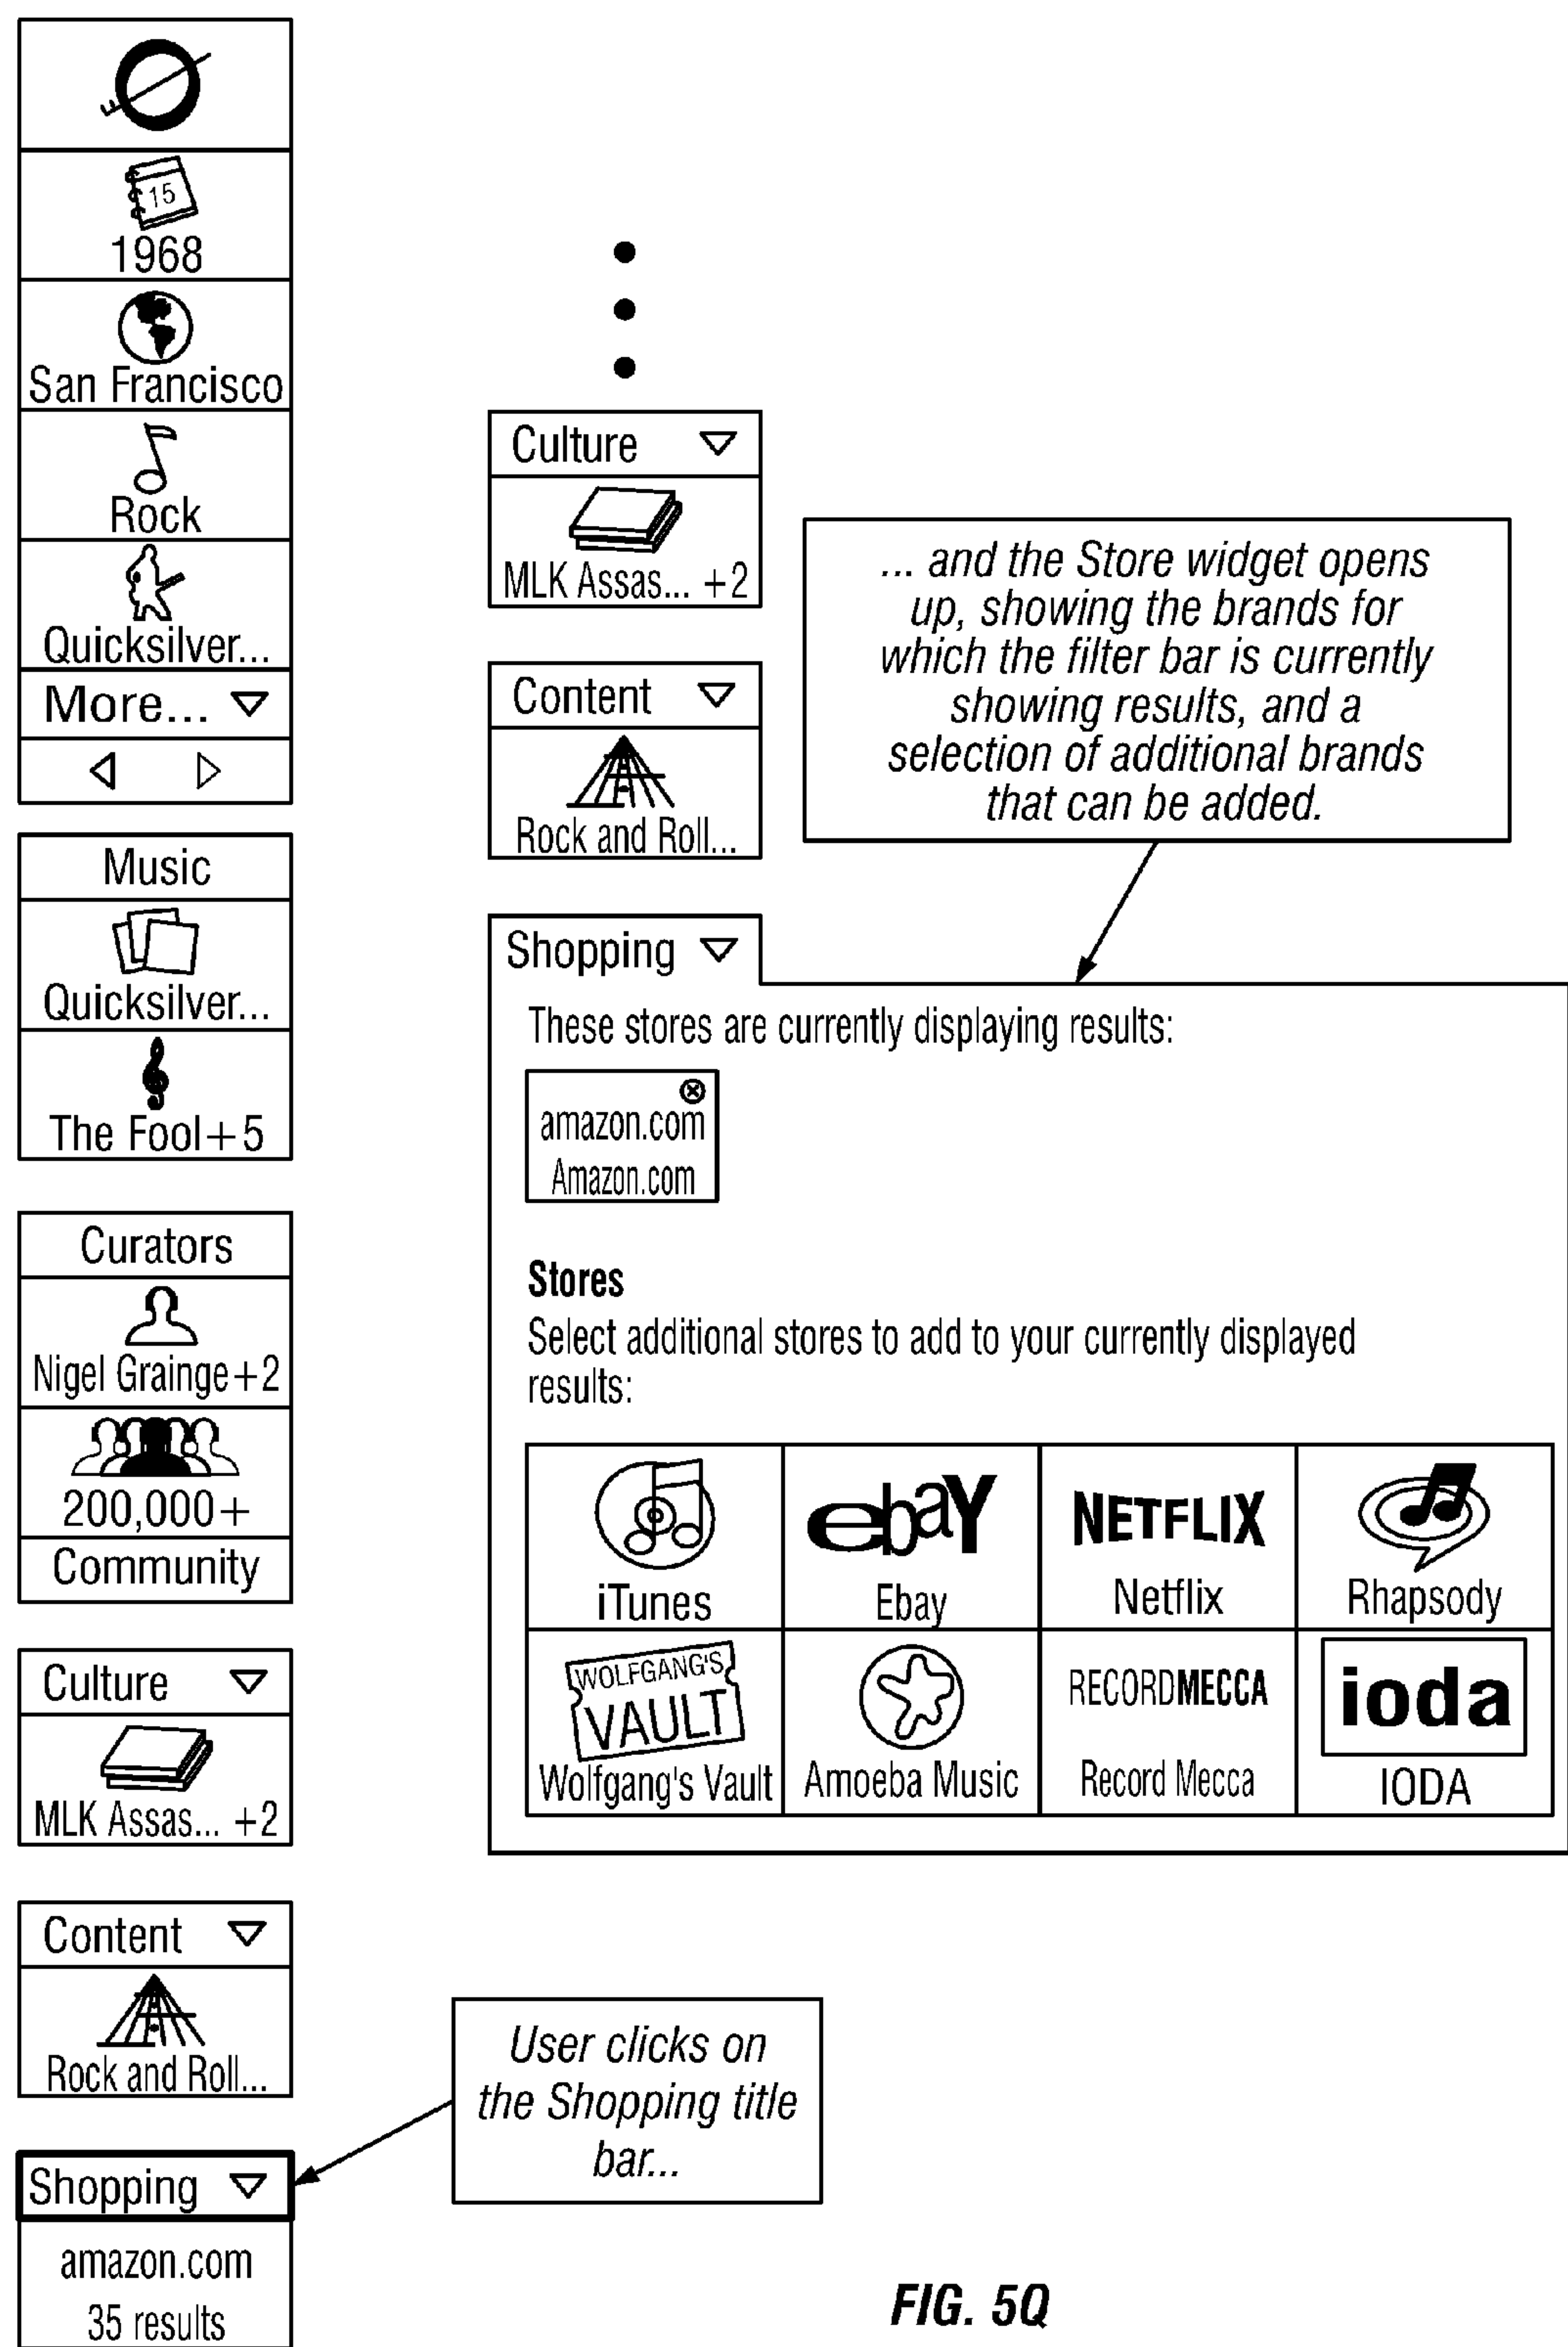 15
1968
San Francisco
Rock
Quicksilver...
More...
Music
Quicksilver...
The Fool+5
Curators
Nigel Grainge+2
200,000+
Community
Culture
MLK Assas... +2
Content
Rock and Roll...
Shopping
amazon.com
35 results
User clicks on
the Shopping title
bar...
Culture
MLK Assas... +2
Content
Rock and Roll...
... and the Store widget opens
up, showing the brands for
which the filter bar is currently
showing results, and a
selection of additional brands
that can be added.
Shopping
These stores are currently displaying results:
amazon.com
Amazon.com
Stores
Select additional stores to add to your currently displayed
results:
iTunes
ebaY
Ebay
NETFLIX
Netflix
Rhapsody
WOLFGANG'S
VAULT
Wolfgang's Vault
Amoeba Music
RECORDMECCA
Record Mecca
ioda
IODA
FIG. 5Q